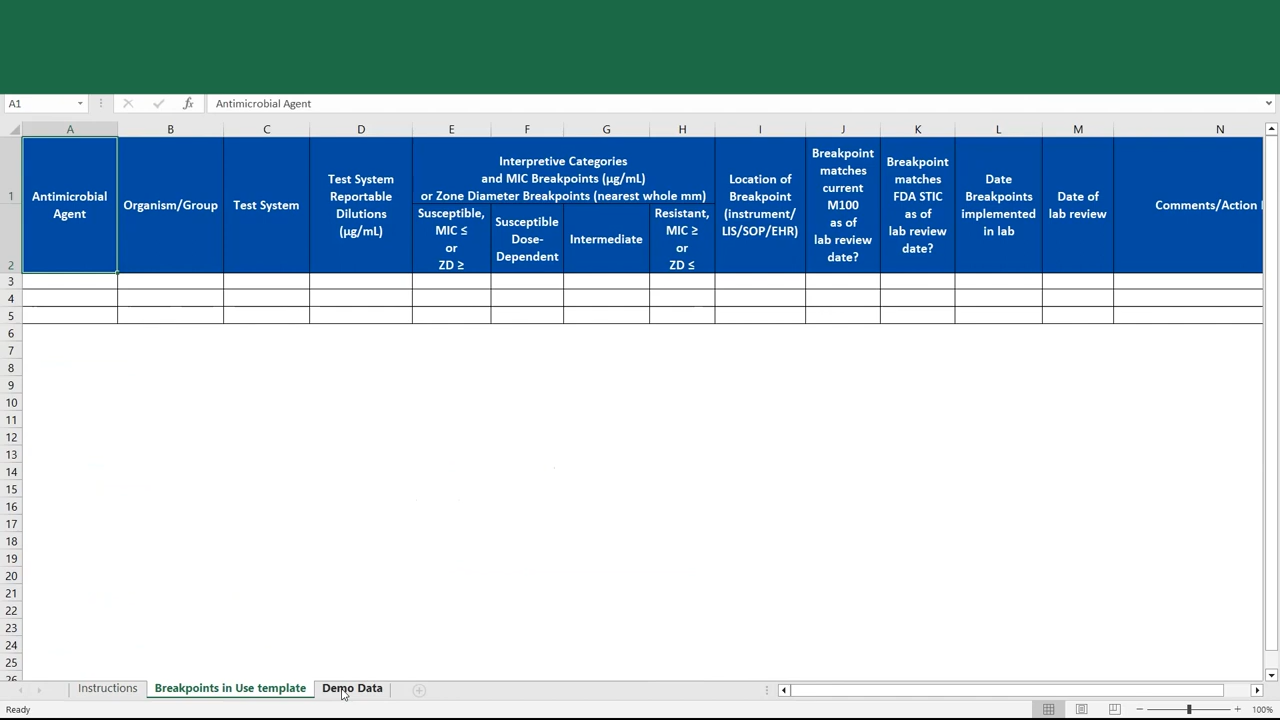 A1
fx
Antimicrobial Agent
A B C D E F G H I J K L M N
1
2
Antimicrobial
Agent
Organism/Group
Test System
Test System
Reportable
Dilutions
(µg/mL)
Interpretive Categories
and MIC Breakpoints (µg/mL)
or Zone Diameter Breakpoints (nearest whole mm)
Susceptible,
MIC ≤
or
ZD ≥
Susceptible
Dose-
Dependent
Intermediate
Resistant,
MIC ≥
or
ZD ≤
Location of
Breakpoint
(instrument/
LIS/SOP/EHR)
Breakpoint
matches
current
M100
as of
lab review
date?
Breakpoint
matches
FDA STIC
as of
lab review
date?
Date
Breakpoints
implemented
in lab
Date of
lab review
Comments/Action
3
4
5
6
7
8
9
10
11
12
13
14
15
16
17
18
19
20
21
22
23
24
25
26
Instructions
Breakpoints in Use template
Demo Data
Ready
100%